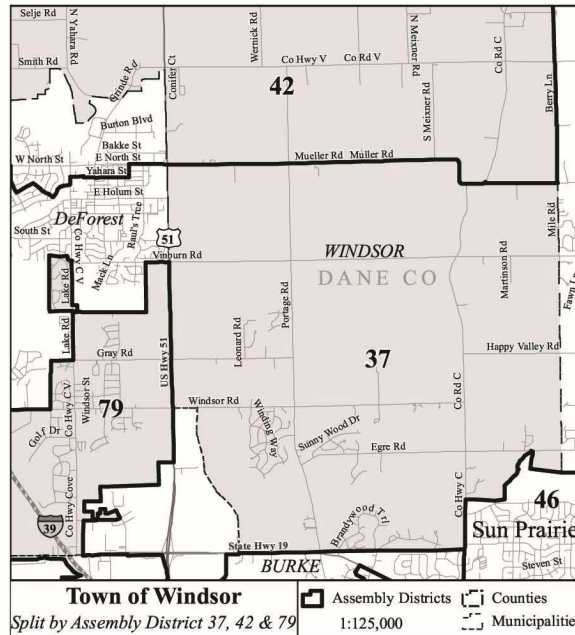 Selje Rd
N Yahara Rd
Wernick Rd
N Meixner Rd
Co Rd C
Smith Rd
Grinde Rd
Conifer Ct
Co Hwy V
Co Rd V
42
S Meixner Rd
Berry Ln
Burton Blvd
Bakke St
W North St
E North St
Mueller Rd
Muller Rd
Yahara St
E Holum St
DeForest
South St
Co Hwy C V
Raul's Tree
Mack Ln
51
Vinburn Rd
WINDSOR
DANE CO
Mile Rd
Martinson Rd
Fawn Ln
Lake Rd
Lake Rd
Portage Rd
Leonard Rd
US Hwy 51
Gray Rd
37
Happy Valley Rd
Windsor St
79
Co Hwy C V
Windsor Rd
Winding Way
Sunny Wood Dr
Co Rd C
Golf Dr
Egre Rd
Co Hwy Cove
39
Brandywood Trl
Co Hwy C
46
Sun Prairie
State Hwy 19
BURKE
Steven St
Town of Windsor
Split by Assembly District 37, 42 & 79
Assembly Districts
Counties
1:125,000
Municipalitie